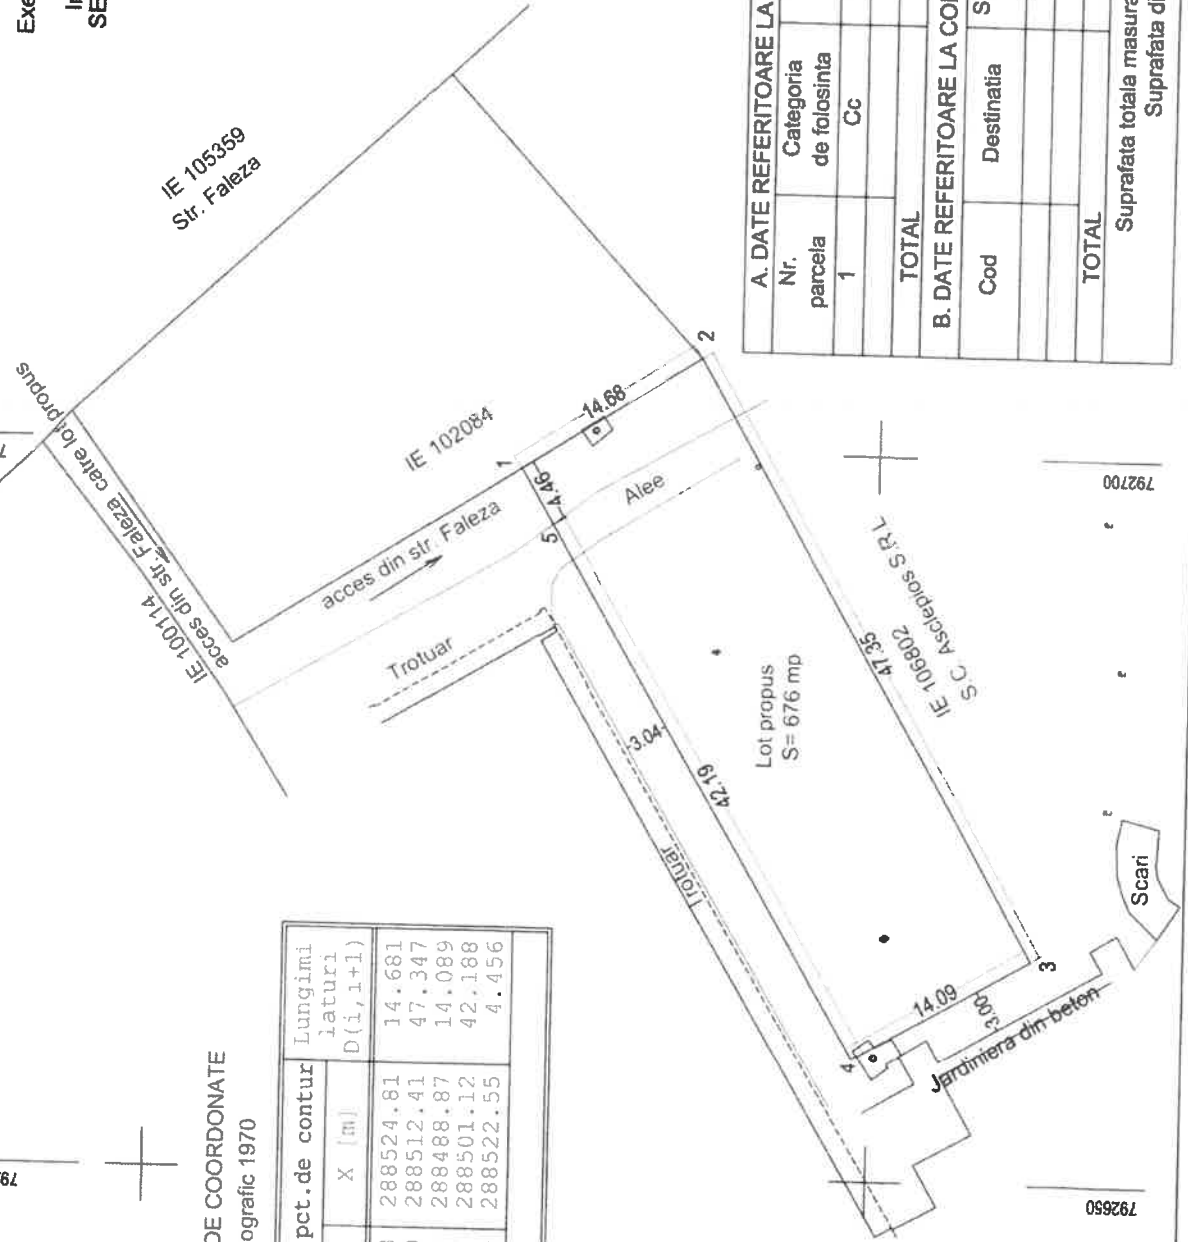 IE 105359
Str. Faleza
IE 100114
acces din str. Faleza catre lot propus
IE 102084
acces din str. Faleza
Trotuar
Alee
1
2
3
4
5
14.68
4.46
47.35
42.19
3.04
14.09
3.00
Lot propus
S= 676 mp
IE 106802
S.C. Asclepios S.R.L
Trotuar
Jardiniera din beton
Scari
792700
792650
A. DATE REFERITOARE LA
Nr.
parcela
Categoria
de folosinta
1
Cc
TOTAL
B. DATE REFERITOARE LA
Cod
Destinatia
TOTAL
Suprafata totala
Suprafata
DE COORDONATE
1970
pct.de contur
X [m]
Lungimi
laturi
D(i,i+1)
288524.81 14.681
288512.41 47.347
288488.87 14.089
288501.12 42.188
288522.55 4.456